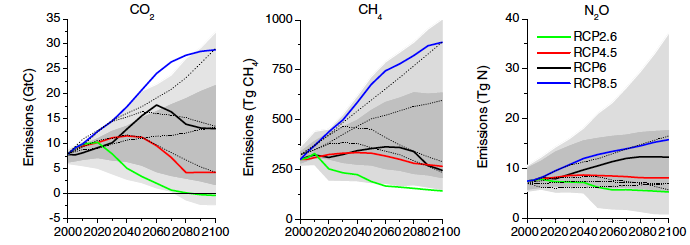 CO2
Emissions (GtC)
35
30
25
20
15
10
5
0
-5
2000 2020 2040 2060 2080 2100
CH4
Emissions (Tg CH4)
1000
750
500
250
0
2000 2020 2040 2060 2080 2100
N2O
Emissions (Tg N)
40
30
20
10
0
2000 2020 2040 2060 2080 2100
RCP2.6
RCP4.5
RCP6
RCP8.5